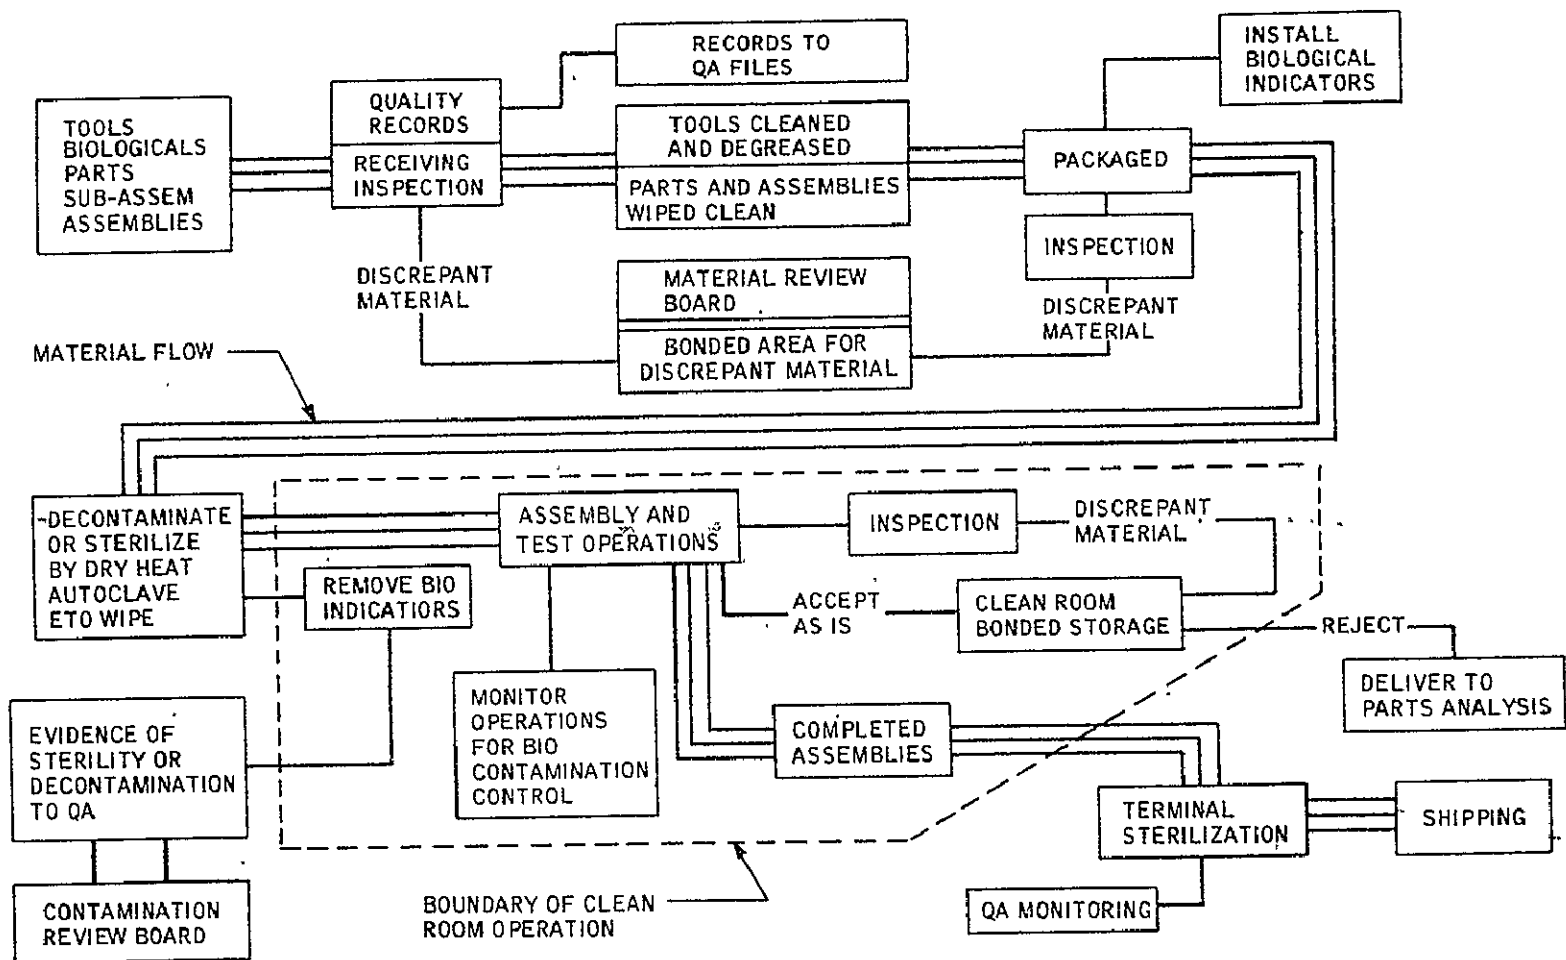 RECORDS TO
QA FILES
INSTALL
BIOLOGICAL
INDICATORS
TOOLS
BIOLOGICALS
PARTS
SUB-ASSEM
ASSEMBLIES
QUALITY
RECORDS
RECEIVING
INSPECTION
TOOLS CLEANED
AND DEGREASED
PARTS AND ASSEMBLIES
WIPED CLEAN
PACKAGED
INSPECTION
DISCREPANT
MATERIAL
MATERIAL REVIEW
BOARD
BONDED AREA FOR
DISCREPANT MATERIAL
DISCREPANT
MATERIAL
MATERIAL FLOW
DECONTAMINATE
OR STERILIZE
BY DRY HEAT
AUTOCLAVE
ETO WIPE
ASSEMBLY AND
TEST OPERATIONS
INSPECTION
DISCREPANT
MATERIAL
REMOVE BIO
INDICATIORS
ACCEPT
AS IS
CLEAN ROOM
BONDED STORAGE
REJECT
DELIVER TO
PARTS ANALYSIS
EVIDENCE OF
STERILITY OR
DECONTAMINATION
TO QA
MONITOR
OPERATIONS
FOR BIO
CONTAMINATION
CONTROL
COMPLETED
ASSEMBLIES
TERMINAL
STERILIZATION
SHIPPING
QA MONITORING
CONTAMINATION
REVIEW BOARD
BOUNDARY OF CLEAN
ROOM OPERATION